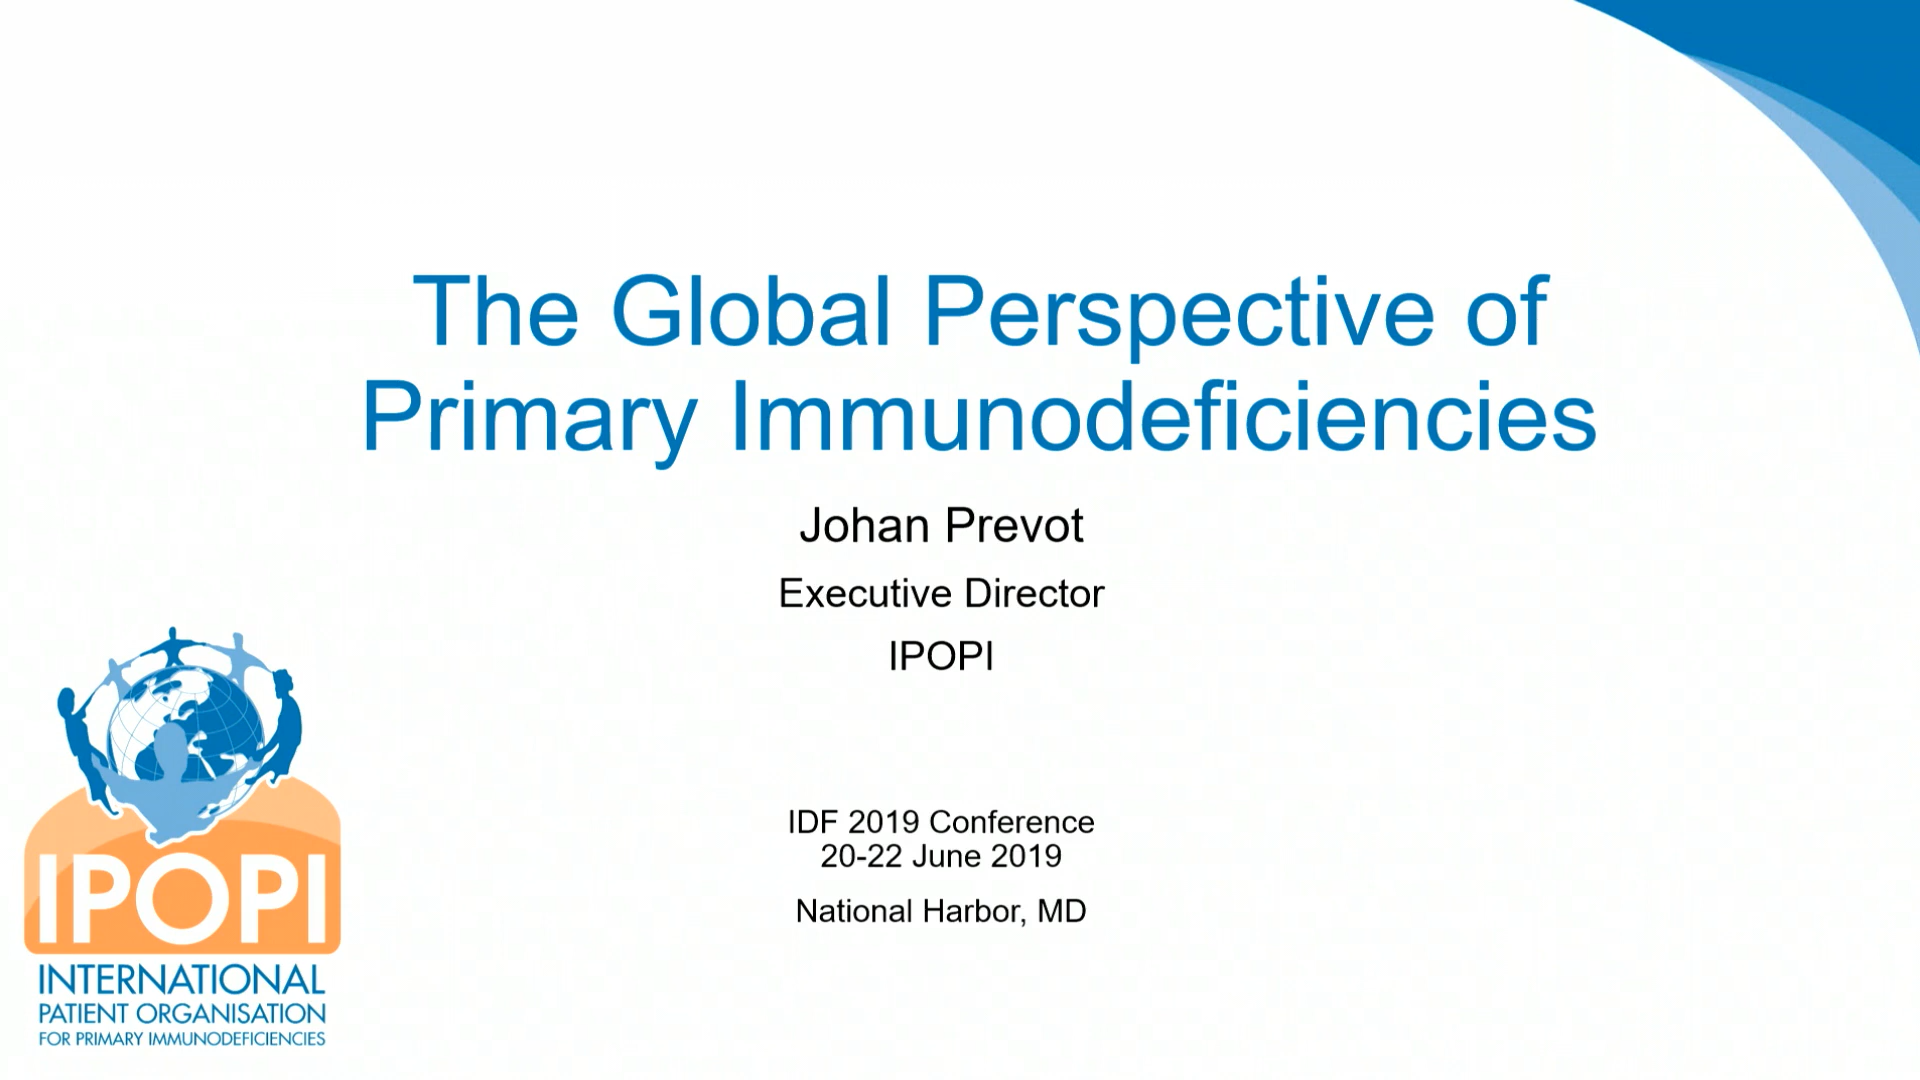 The Global Perspective of
Primary Immunodeficiencies
Johan Prevot
Executive Director
IPOPI
IDF 2019 Conference
20-22 June 2019
National Harbor, MD
IPOPI
INTERNATIONAL
PATIENT ORGANISATION
FOR PRIMARY IMMUNODEFICIENCIES